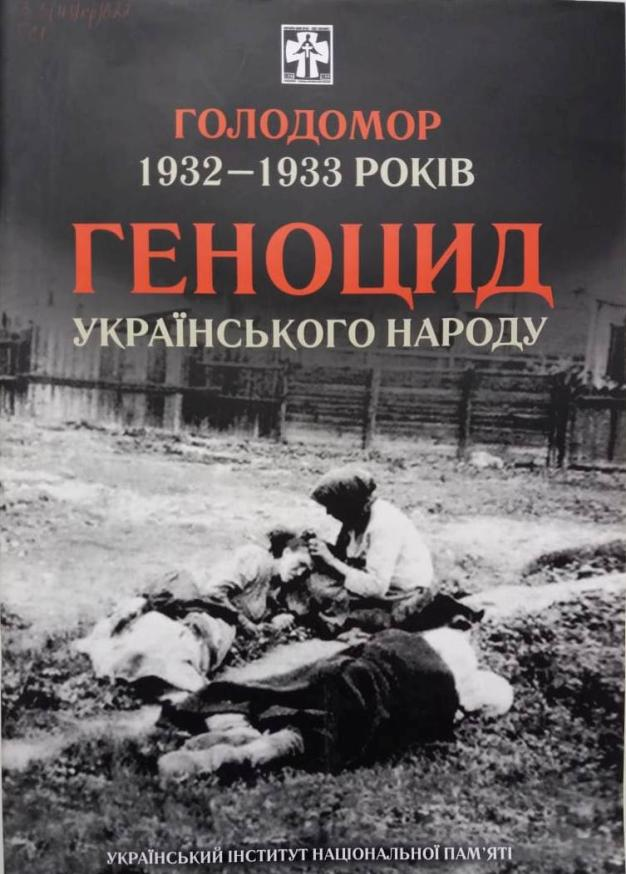 ГОЛОДОМОР
1932–1933 РОКІВ
ГЕНОЦИД
УКРАЇНСЬКОГО НАРОДУ
УКРАЇНСЬКИЙ ІНСТИТУТ НАЦІОНАЛЬНОЇ ПАМ’ЯТІ